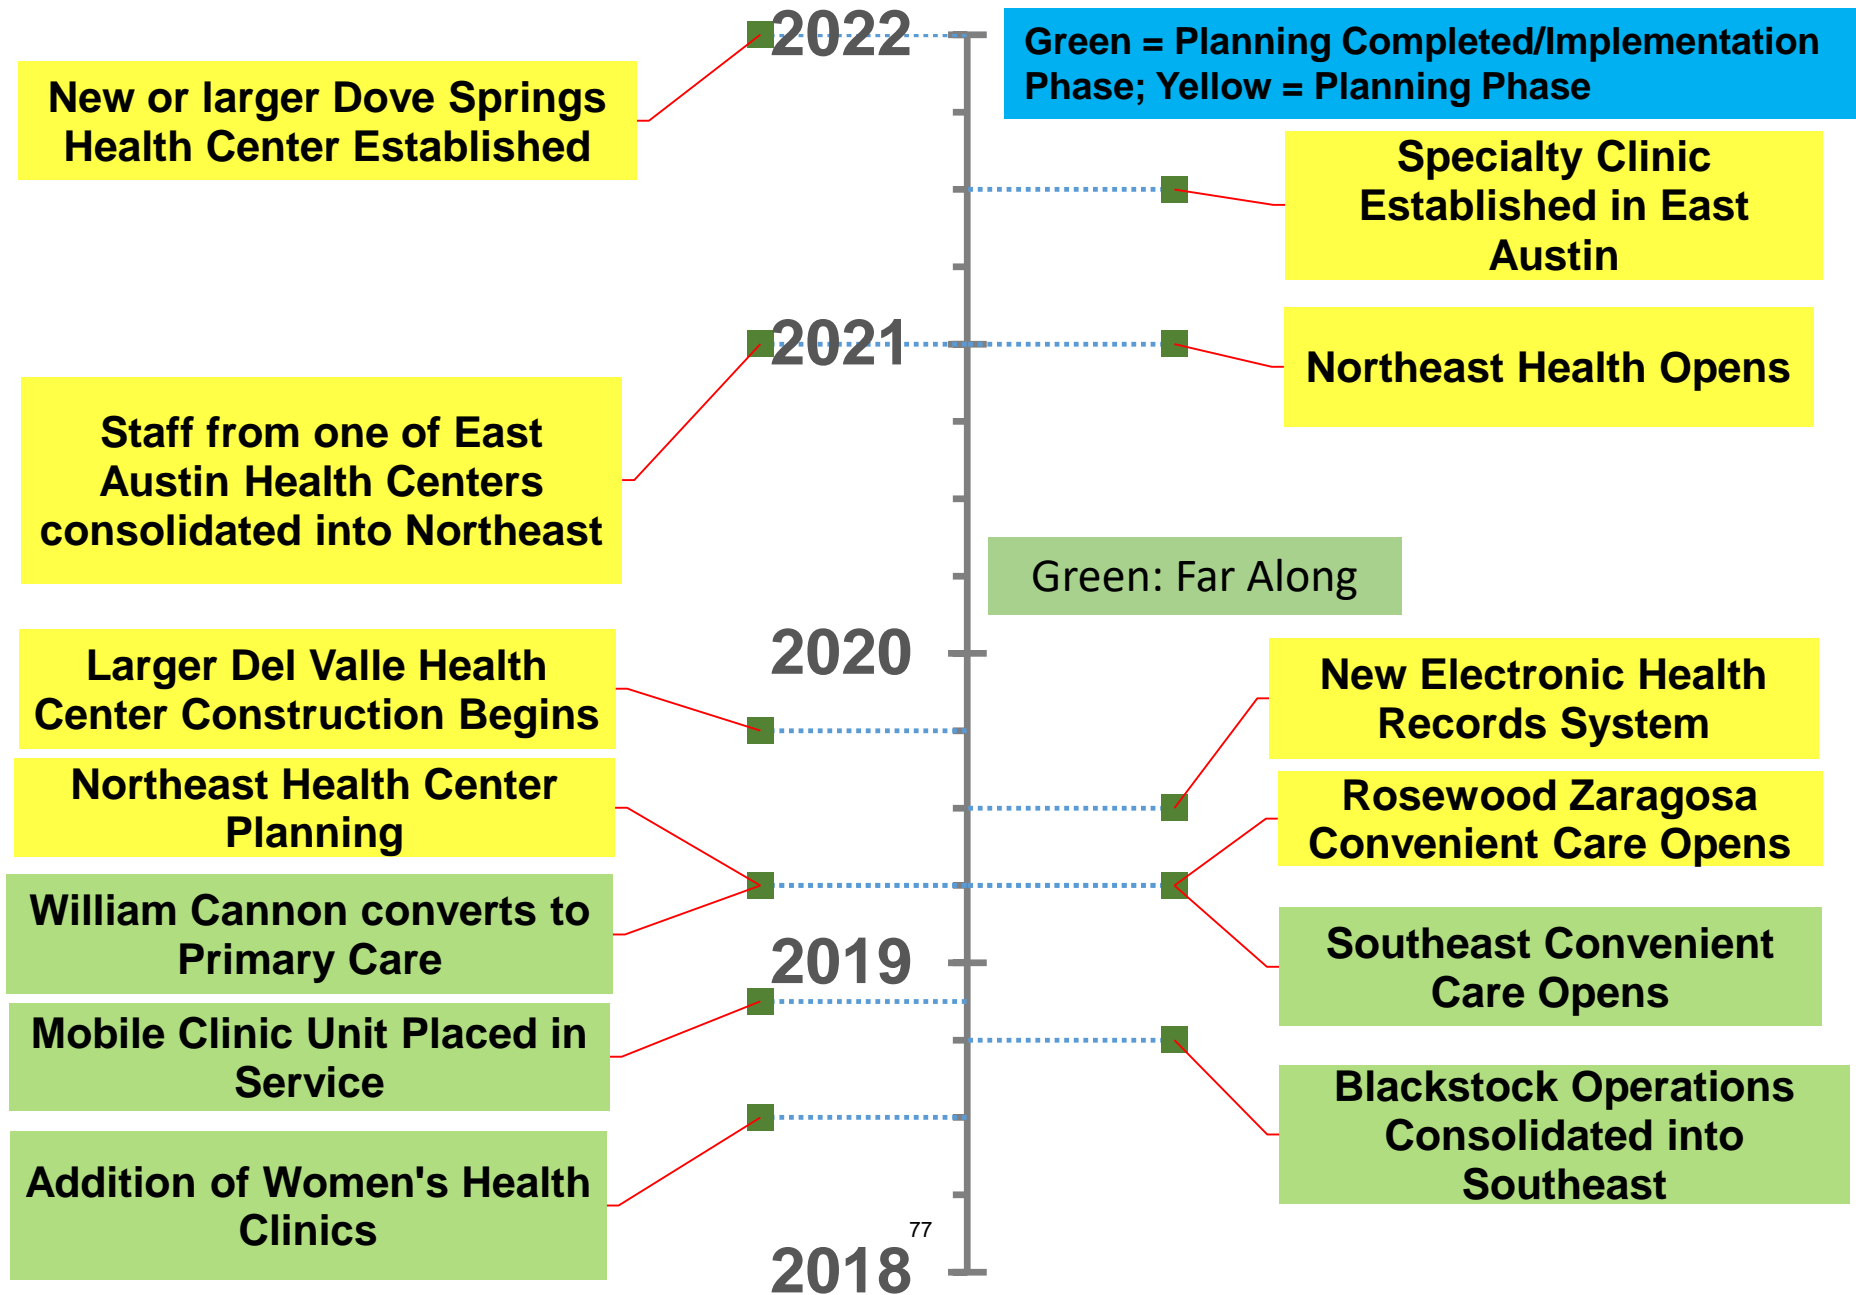 2022
Green = Planning Completed/Implementation
Phase; Yellow = Planning Phase
New or larger Dove Springs
Health Center Established
Specialty Clinic
Established in East
Austin
2021
Northeast Health Opens
Staff from one of East
Austin Health Centers
consolidated into Northeast
Green: Far Along
2020
Larger Del Valle Health
Center Construction Begins
New Electronic Health
Records System
Northeast Health Center
Planning
Rosewood Zaragosa
Convenient Care Opens
William Cannon converts to
Primary Care
2019
Southeast Convenient
Care Opens
Mobile Clinic Unit Placed in
Service
Blackstock Operations
Consolidated into
Southeast
Addition of Women's Health
Clinics
77
2018